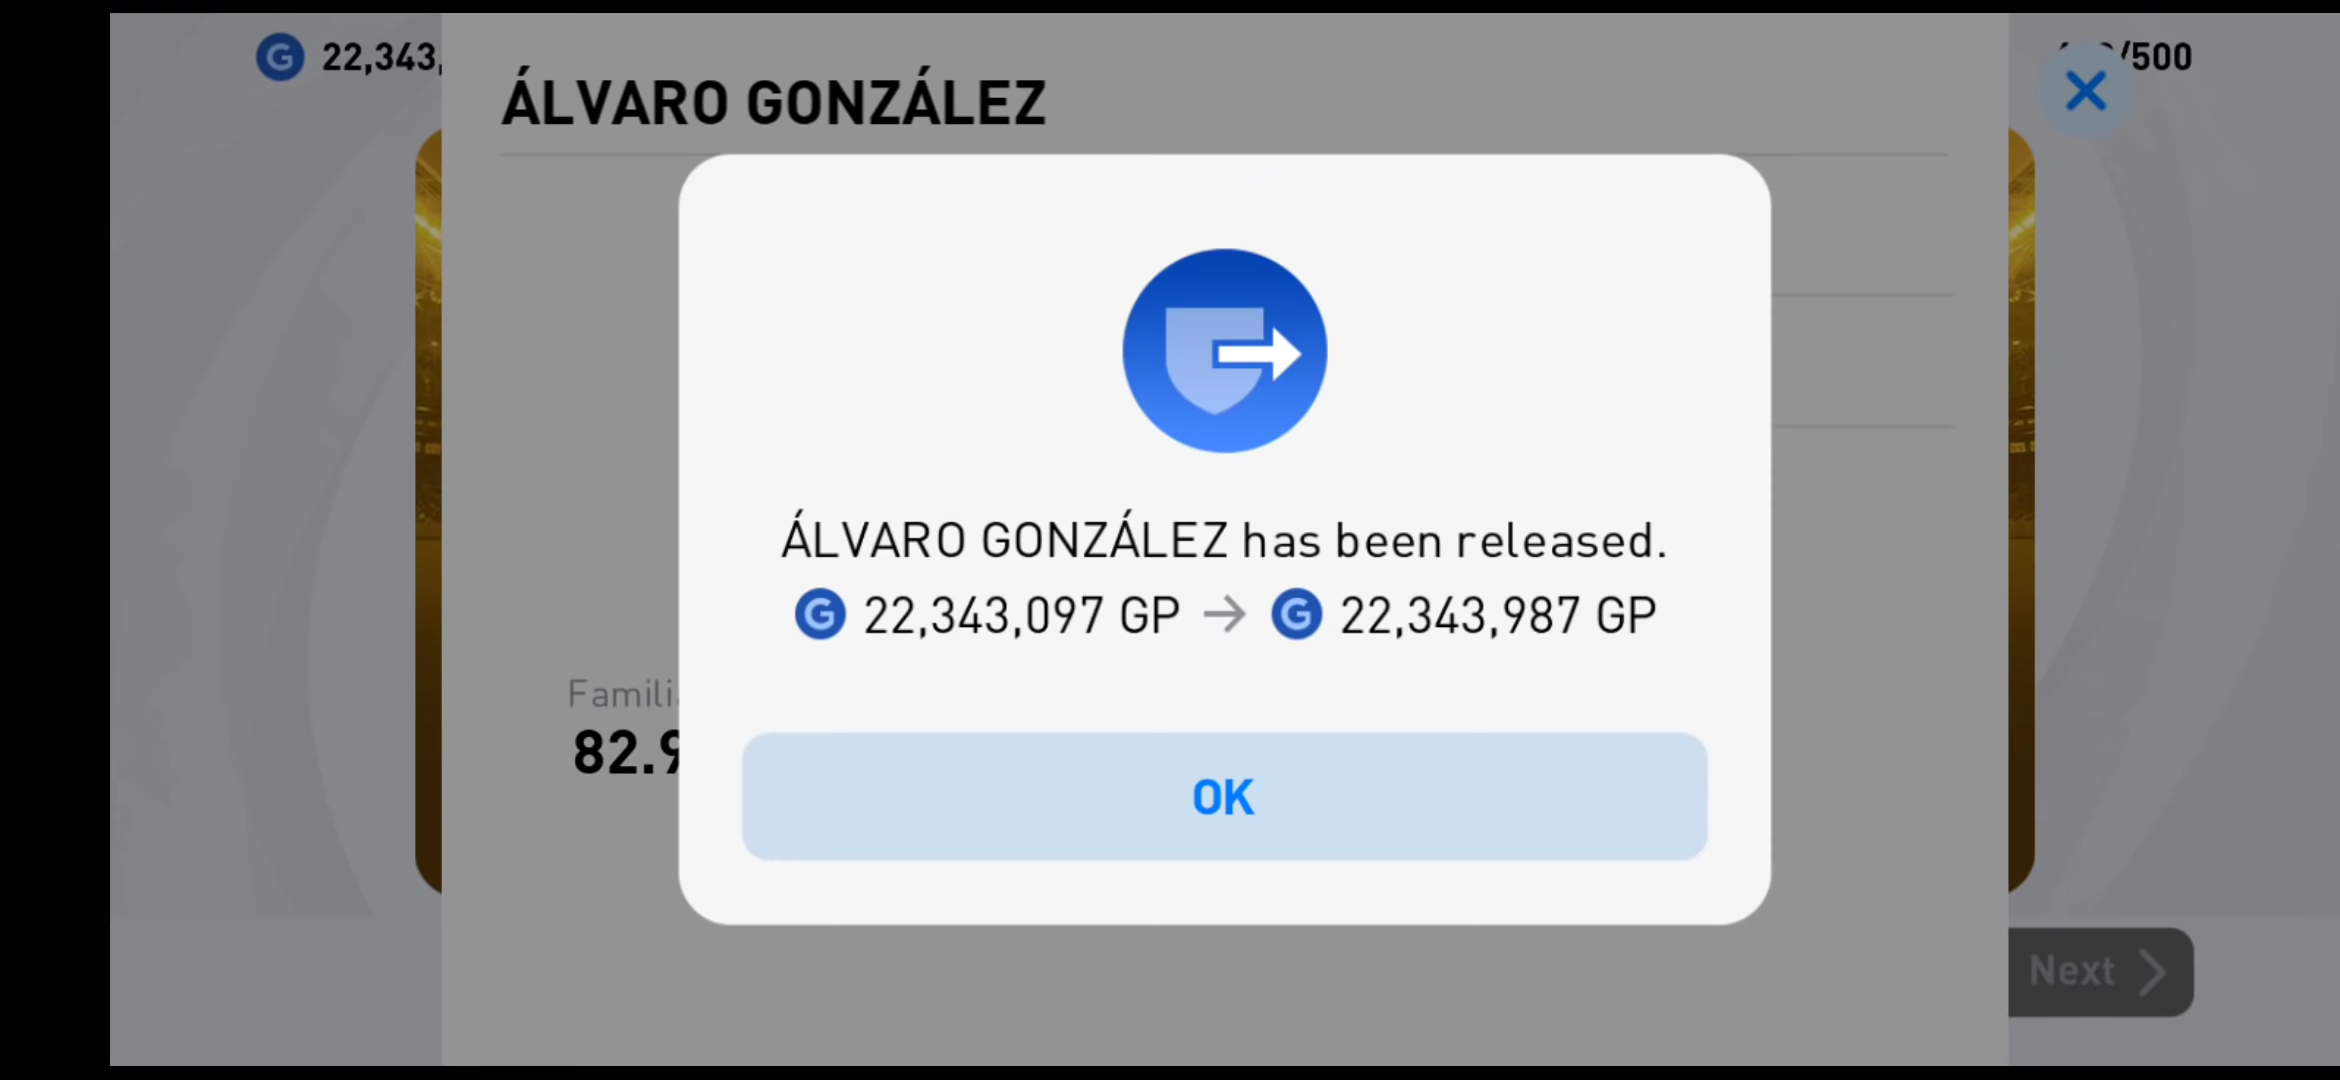 22,343,
/500
ÁLVARO GONZÁLEZ
ÁLVARO GONZÁLEZ has been released.
G 22,343,097 GP → G 22,343,987 GP
Famili
82.9
OK
Next